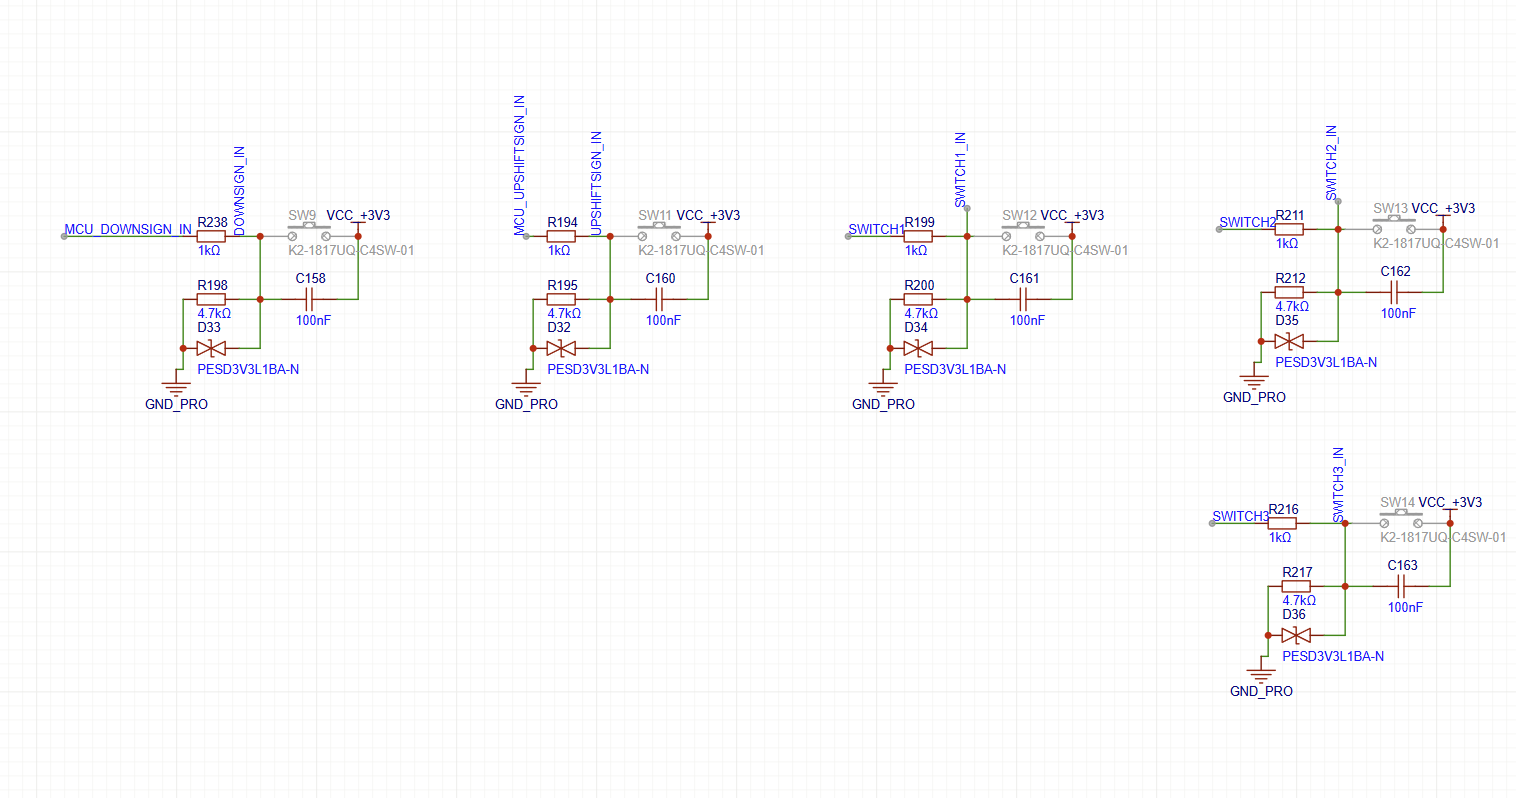 MCU_DOWNSIGN_IN
DOWNSIGN_IN
R238
1kΩ
SW9
VCC_+3V3
K2-1817UQ-C4SW-01
C158
100nF
R198
4.7kΩ
D33
PESD3V3L1BA-N
GND_PRO
MCU_UPSHIFTSIGN_IN
UPSHIFTSIGN_IN
R194
1kΩ
SW11
VCC_+3V3
K2-1817UQ-C4SW-01
C160
100nF
R195
4.7kΩ
D32
PESD3V3L1BA-N
GND_PRO
SWITCH1
SWITCH1_IN
R199
1kΩ
SW12
VCC_+3V3
K2-1817UQ-C4SW-01
C161
100nF
R200
4.7kΩ
D34
PESD3V3L1BA-N
GND_PRO
SWITCH2
SWITCH2_IN
R211
1kΩ
SW13
VCC_+3V3
K2-1817UQ-C4SW-01
C162
100nF
R212
4.7kΩ
D35
PESD3V3L1BA-N
GND_PRO
SWITCH3
SWITCH3_IN
R216
1kΩ
SW14
VCC_+3V3
K2-1817UQ-C4SW-01
C163
100nF
R217
4.7kΩ
D36
PESD3V3L1BA-N
GND_PRO